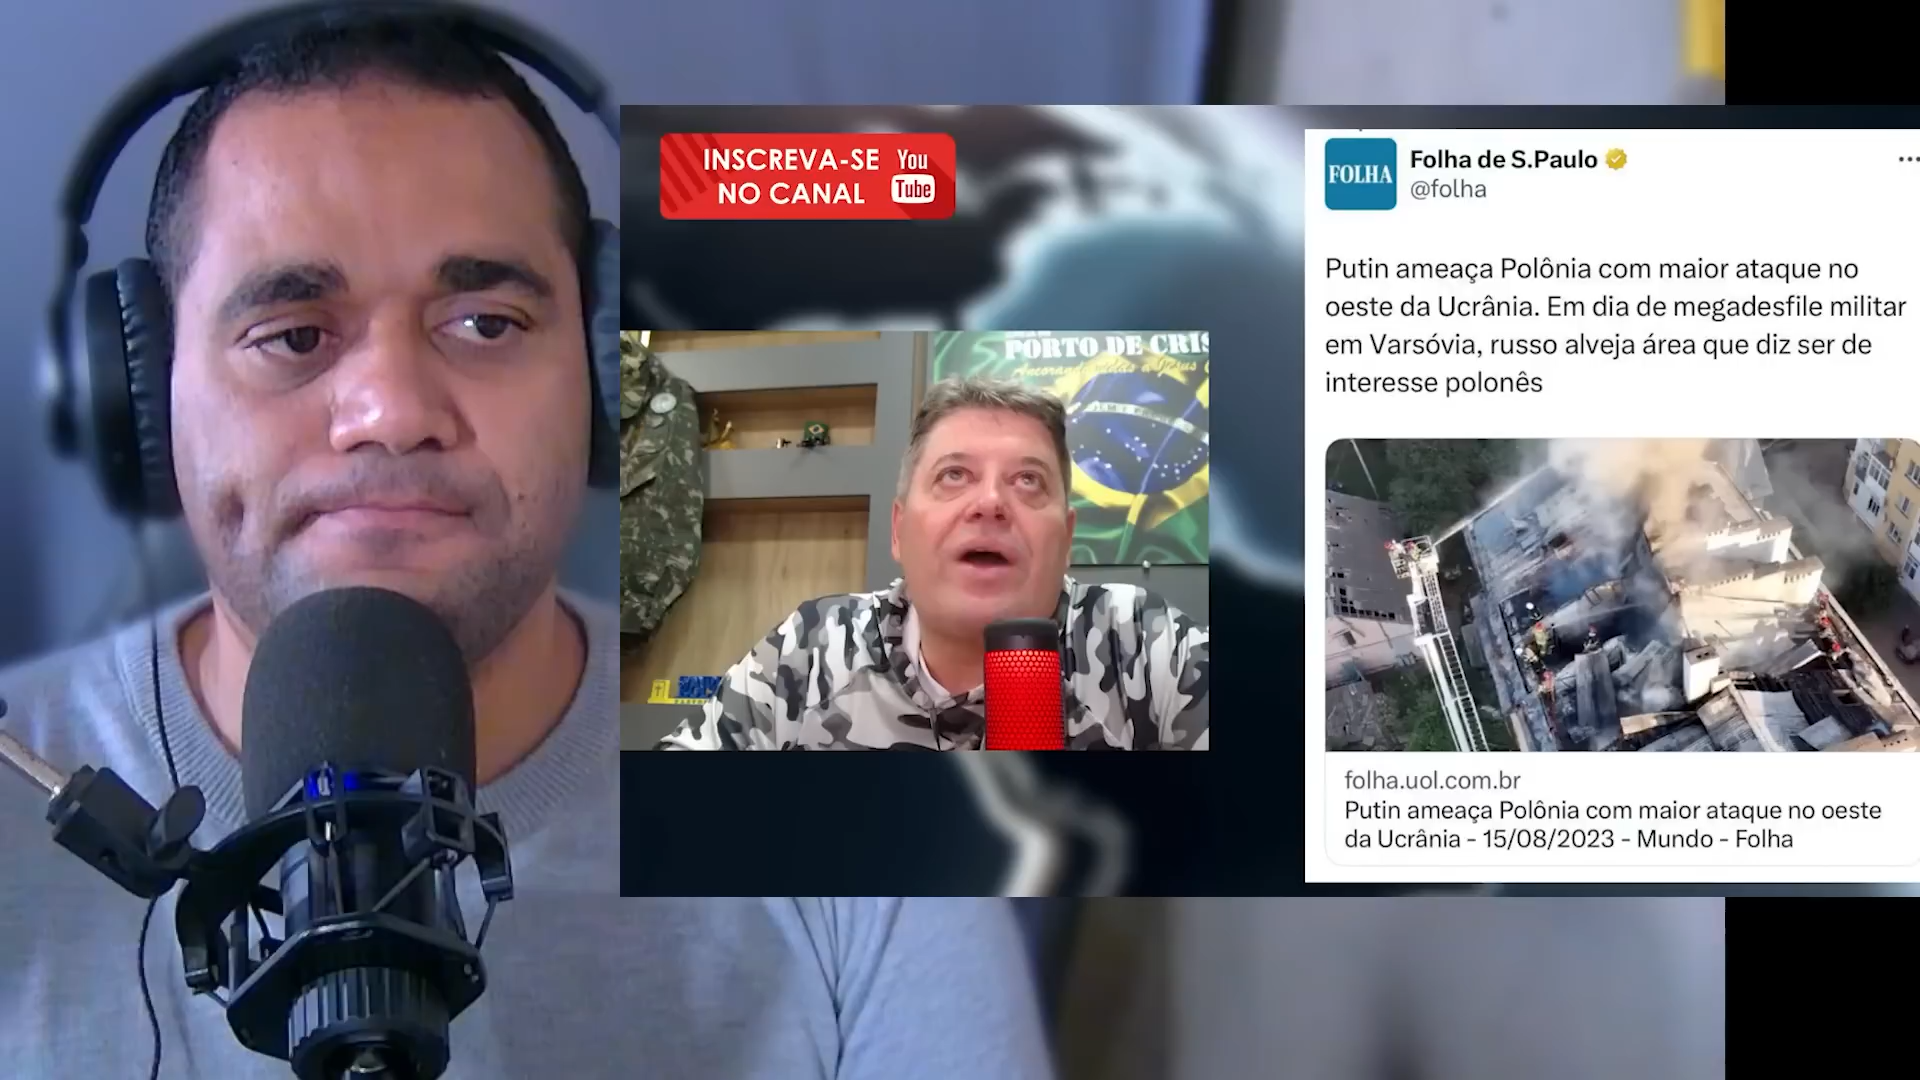 INSCREVA-SE
NO CANAL
You
Tube
PORTO DE CRIS
Ancorando vidas a Jesus
FOLHA
Folha de S.Paulo
@folha
Putin ameaça Polônia com maior ataque no
oeste da Ucrânia. Em dia de megadesfile militar
em Varsóvia, russo alveja área que diz ser de
interesse polonês
folha.uol.com.br
Putin ameaça Polônia com maior ataque no oeste
da Ucrânia - 15/08/2023 - Mundo - Folha